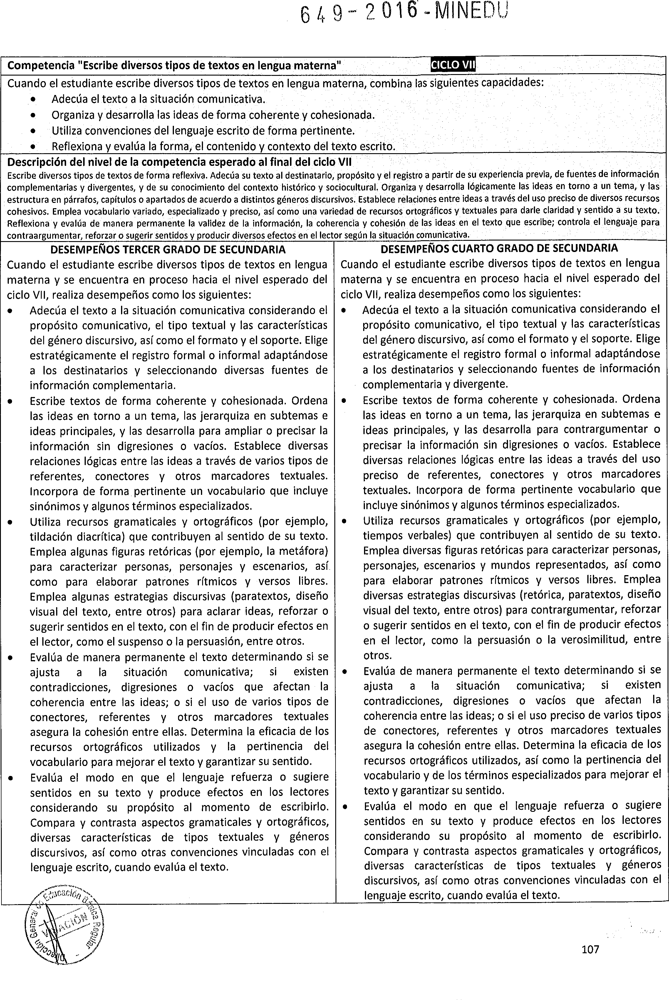 649-2016-MINEDU
Competencia "Escribe diversos tipos de textos en lengua materna" CICLO VII
Cuando el estudiante escribe diversos tipos de textos en lengua materna, combina las siguientes capacidades:
• Adecúa el texto a la situación comunicativa.
• Organiza y desarrolla las ideas de forma coherente y cohesionada.
• Utiliza convenciones del lenguaje escrito de forma pertinente.
• Reflexiona y evalúa la forma, el contenido y contexto del texto escrito.
Descripción del nivel de la competencia esperado al final del ciclo VII
Escribe diversos tipos de textos de forma reflexiva. Adecúa su texto al destinatario, propósito y el registro a partir de su experiencia previa, de fuentes de información
complementarias y divergentes, y de su conocimiento del contexto histórico y sociocultural. Organiza y desarrolla lógicamente las ideas en torno a un tema, y las
estructura en párrafos, capítulos o apartados de acuerdo a distintos géneros discursivos. Establece relaciones entre ideas a través del uso preciso de diversos recursos
cohesivos. Emplea vocabulario variado, especializado y preciso, así como una variedad de recursos ortográficos y textuales para darle claridad y sentido a su texto.
Reflexiona y evalúa de manera permanente la validez de la información, la coherencia y cohesión de las ideas en el texto que escribe; controla el lenguaje para
contraargumentar, reforzar o sugerir sentidos y producir diversos efectos en el lector según la situación comunicativa.
DESEMPEÑOS TERCER GRADO DE SECUNDARIA
Cuando el estudiante escribe diversos tipos de textos en lengua
materna y se encuentra en proceso hacia el nivel esperado del
ciclo VII, realiza desempeños como los siguientes:
• Adecúa el texto a la situación comunicativa considerando el
propósito comunicativo, el tipo textual y las características
del género discursivo, así como el formato y el soporte. Elige
estratégicamente el registro formal o informal adaptándose
a los destinatarios y seleccionando diversas fuentes de
información complementaria.
• Escribe textos de forma coherente y cohesionada. Ordena
las ideas en torno a un tema, las jerarquiza en subtemas e
ideas principales, y las desarrolla para ampliar o precisar la
información sin digresiones o vacíos. Establece diversas
relaciones lógicas entre las ideas a través de varios tipos de
referentes, conectores y otros marcadores textuales.
Incorpora de forma pertinente un vocabulario que incluye
sinónimos y algunos términos especializados.
• Utiliza recursos gramaticales y ortográficos (por ejemplo,
tildación diacrítica) que contribuyen al sentido de su texto.
Emplea algunas figuras retóricas (por ejemplo, la metáfora)
para caracterizar personas, personajes y escenarios, así
como para elaborar patrones rítmicos y versos libres.
Emplea algunas estrategias discursivas (paratextos, diseño
visual del texto, entre otros) para aclarar ideas, reforzar o
sugerir sentidos en el texto, con el fin de producir efectos en
el lector, como el suspenso o la persuasión, entre otros.
• Evalúa de manera permanente el texto determinando si se
ajusta a la situación comunicativa; si existen
contradicciones, digresiones o vacíos que afectan la
coherencia entre las ideas; o si el uso de varios tipos de
conectores, referentes y otros marcadores textuales
asegura la cohesión entre ellas. Determina la eficacia de los
recursos ortográficos utilizados y la pertinencia del
vocabulario para mejorar el texto y garantizar su sentido.
• Evalúa el modo en que el lenguaje refuerza o sugiere
sentidos en su texto y produce efectos en los lectores
considerando su propósito al momento de escribirlo.
Compara y contrasta aspectos gramaticales y ortográficos,
diversas características de tipos textuales y géneros
discursivos, así como otras convenciones vinculadas con el
lenguaje escrito, cuando evalúa el texto.
DESEMPEÑOS CUARTO GRADO DE SECUNDARIA
Cuando el estudiante escribe diversos tipos de textos en lengua
materna y se encuentra en proceso hacia el nivel esperado del
ciclo VII, realiza desempeños como los siguientes:
• Adecúa el texto a la situación comunicativa considerando el
propósito comunicativo, el tipo textual y las características
del género discursivo, así como el formato y el soporte. Elige
estratégicamente el registro formal o informal adaptándose
a los destinatarios y seleccionando fuentes de información
complementaria y divergente.
• Escribe textos de forma coherente y cohesionada. Ordena
las ideas en torno a un tema, las jerarquiza en subtemas e
ideas principales, y las desarrolla para contrargumentar o
precisar la información sin digresiones o vacíos. Establece
diversas relaciones lógicas entre las ideas a través del uso
preciso de referentes, conectores y otros marcadores
textuales. Incorpora de forma pertinente vocabulario que
incluye sinónimos y algunos términos especializados.
• Utiliza recursos gramaticales y ortográficos (por ejemplo,
tiempos verbales) que contribuyen al sentido de su texto.
Emplea diversas figuras retóricas para caracterizar personas,
personajes, escenarios y mundos representados, así como
para elaborar patrones rítmicos y versos libres. Emplea
diversas estrategias discursivas (retórica, paratextos, diseño
visual del texto, entre otros) para contrargumentar, reforzar
o sugerir sentidos en el texto, con el fin de producir efectos
en el lector, como la persuasión o la verosimilitud, entre
otros.
• Evalúa de manera permanente el texto determinando si se
ajusta a la situación comunicativa; si existen
contradicciones, digresiones o vacíos que afectan la
coherencia entre las ideas; o si el uso preciso de varios tipos
de conectores, referentes y otros marcadores textuales
asegura la cohesión entre ellas. Determina la eficacia de los
recursos ortográficos utilizados, así como la pertinencia del
vocabulario y de los términos especializados para mejorar el
texto y garantizar su sentido.
• Evalúa el modo en que el lenguaje refuerza o sugiere
sentidos en su texto y produce efectos en los lectores
considerando su propósito al momento de escribirlo.
Compara y contrasta aspectos gramaticales y ortográficos,
diversas características de tipos textuales y géneros
discursivos, así como otras convenciones vinculadas con el
lenguaje escrito, cuando evalúa el texto.
Dirección General de Educación Básica Regular
VISACIÓN
107